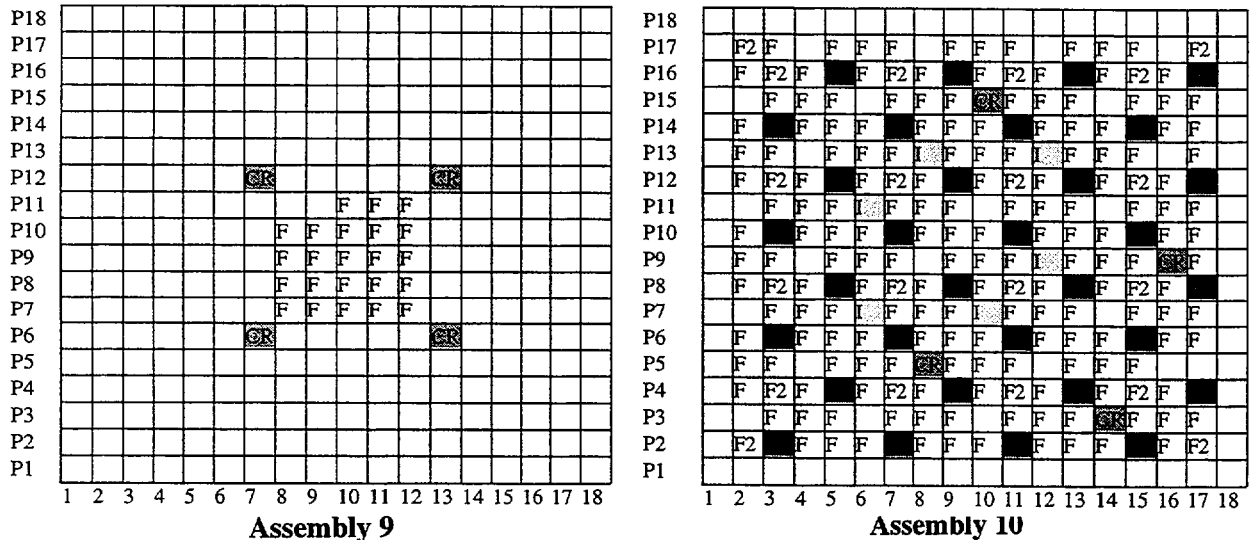 P18
P17
P16
P15
P14
P13
P12 CR CR
P11 F F F
P10 F F F F F
P9 F F F F F
P8 F F F F F
P7 F F F F F
P6 CR CR
P5
P4
P3
P2
P1
1 2 3 4 5 6 7 8 9 10 11 12 13 14 15 16 17 18
Assembly 9
P18
P17 F2 F F F F F F F F F F F2
P16 F F2 F F F2 F F F2 F F F2 F
P15 F F F F F F CR F F F F F F
P14 F F F F F F F F F F F F
P13 F F F F F I F F F I F F F F
P12 F F2 F F F2 F F F2 F F F2 F
P11 F F F I F F F F F F F F F
P10 F F F F F F F F F F F F
P9 F F F F F F F F I F F F CR F
P8 F F2 F F F2 F F F2 F F F2 F
P7 F F F I F F F I F F F F F F
P6 F F F F F F F F F F F F
P5 F F F F F CR F F F F F F
P4 F F2 F F F2 F F F2 F F F2 F
P3 F F F F F F F F F CR F F F
P2 F2 F F F F F F F F F F F2
P1
1 2 3 4 5 6 7 8 9 10 11 12 13 14 15 16 17 18
Assembly 10